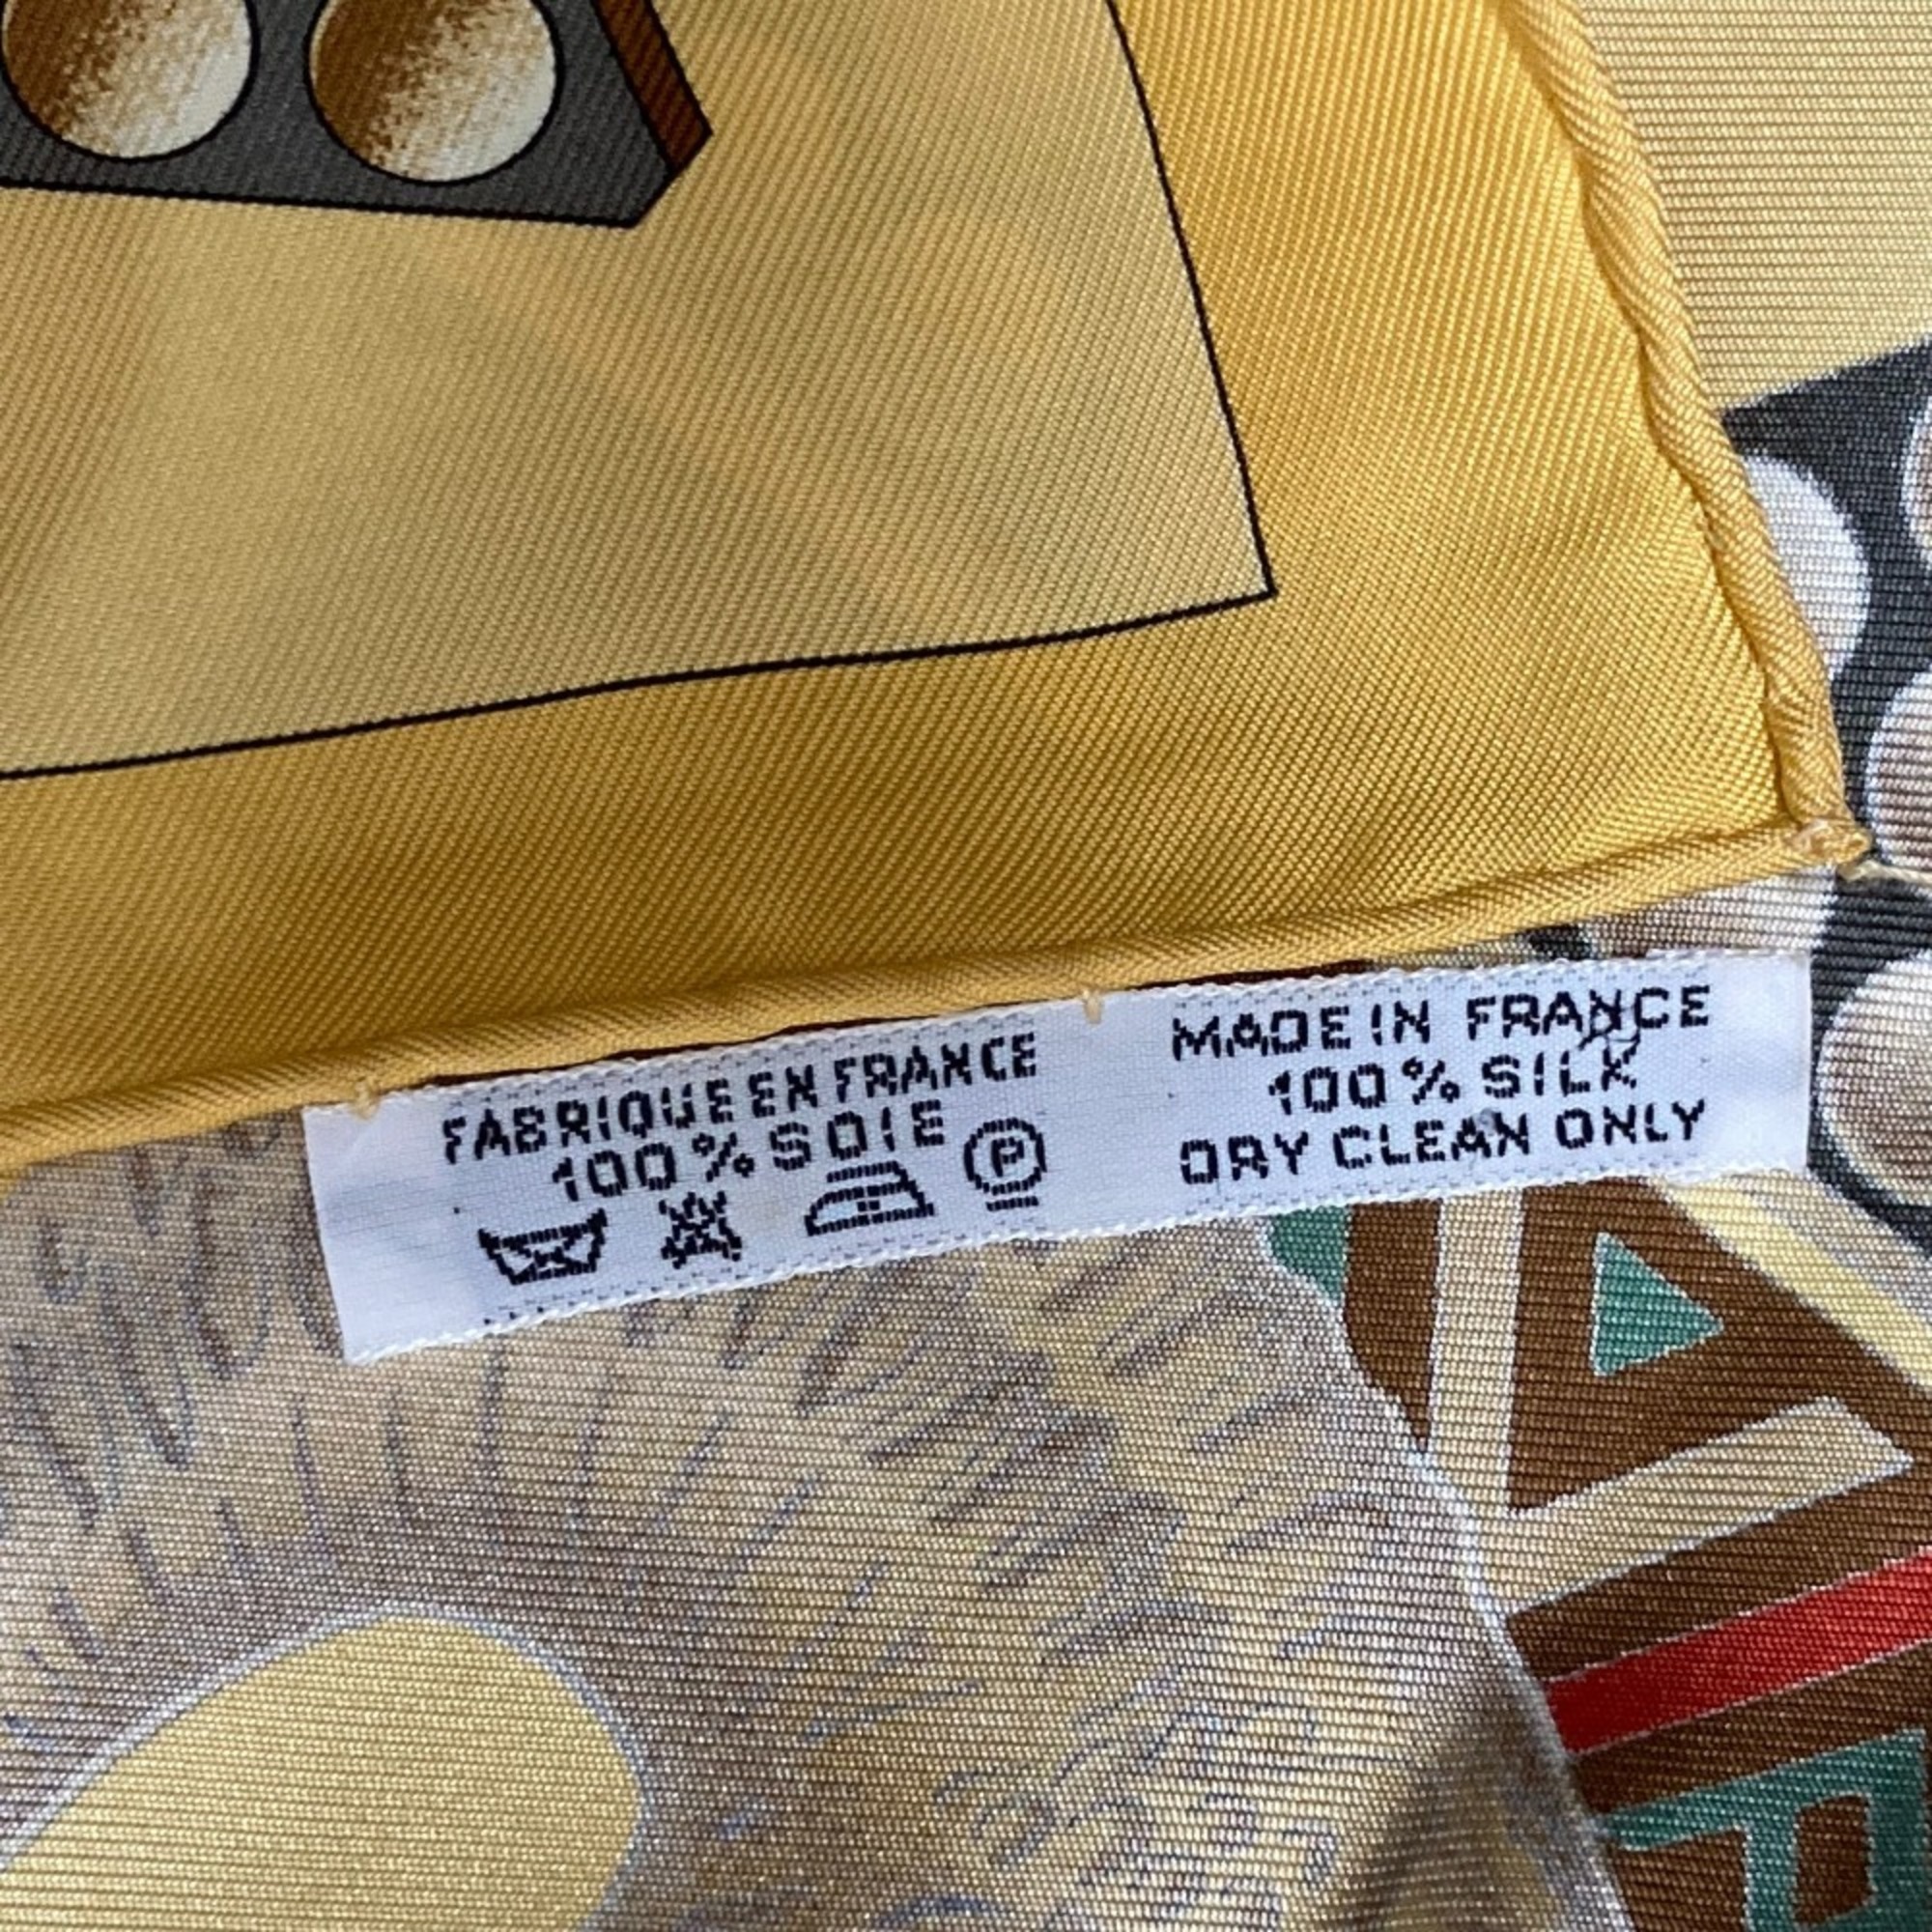 FABRIQUE EN FRANCE
100% SOIE
P
MADE IN FRANCE
100% SILK
DRY CLEAN ONLY